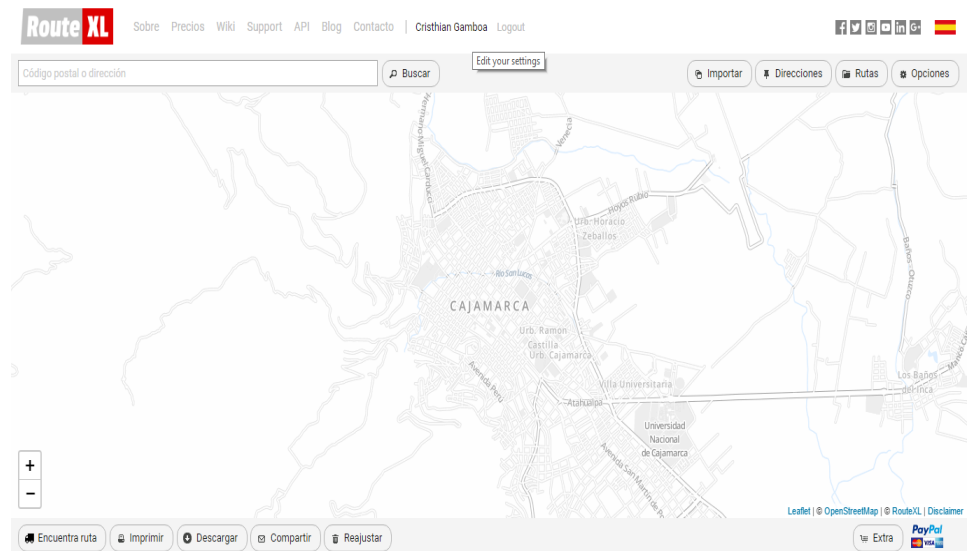 Route XL Sobre Precios Wiki Support API Blog Contacto | Cristhian Gamboa Logout
Edit your settings
Código postal o dirección Buscar Importar Direcciones Rutas Opciones
Hermano Miguel Carducci
Venecia
Hoyos Rubio
Urb. Horacio
Zeballos
Baños
Río San Lucas
CAJAMARCA
Urb. Ramon
Castilla
Urb. Cajamarca
Avenida Perú
Villa Universitaria
Los Baños
del Inca
Atahualpa
Universidad
Nacional
de Cajamarca
Avenida San Martín de
+
−
Leaflet | © OpenStreetMap | © RouteXL | Disclaimer
Encuentra ruta Imprimir Descargar Compartir Reajustar Extra PayPal
VISA